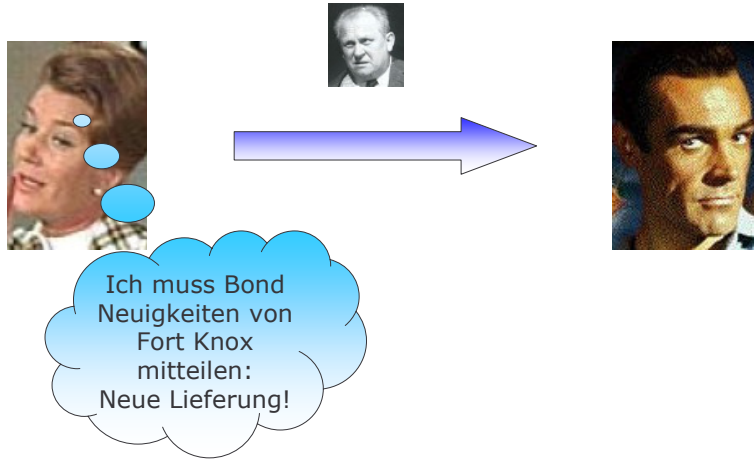 Ich muss Bond
Neuigkeiten von
Fort Knox
mitteilen:
Neue Lieferung!